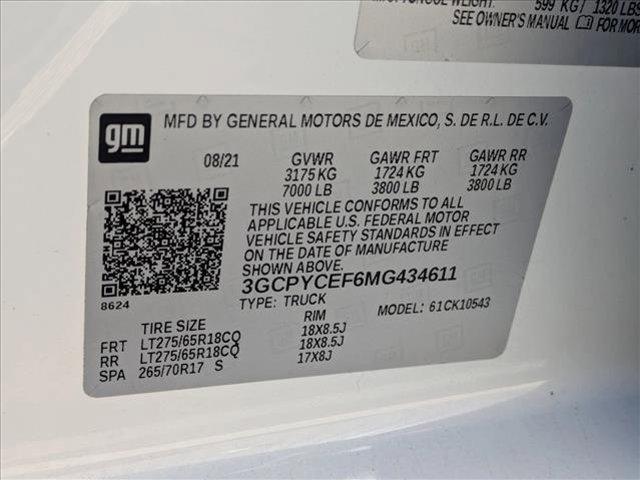 599 KG / 1320 LBS
SEE OWNER'S MANUAL FOR MOR
gm
MFD BY GENERAL MOTORS DE MEXICO, S. DE R.L. DE C.V.
08/21 GVWR GAWR FRT GAWR RR
3175 KG 1724 KG 1724 KG
7000 LB 3800 LB 3800 LB
THIS VEHICLE CONFORMS TO ALL
APPLICABLE U.S. FEDERAL MOTOR
VEHICLE SAFETY STANDARDS IN EFFECT
ON THE DATE OF MANUFACTURE
SHOWN ABOVE.
3GCPYCEF6MG434611
8624
TYPE: TRUCK MODEL: 61CK10543
TIRE SIZE RIM
FRT LT275/65R18CQ 18X8.5J
RR LT275/65R18CQ 18X8.5J
SPA 265/70R17 S 17X8J